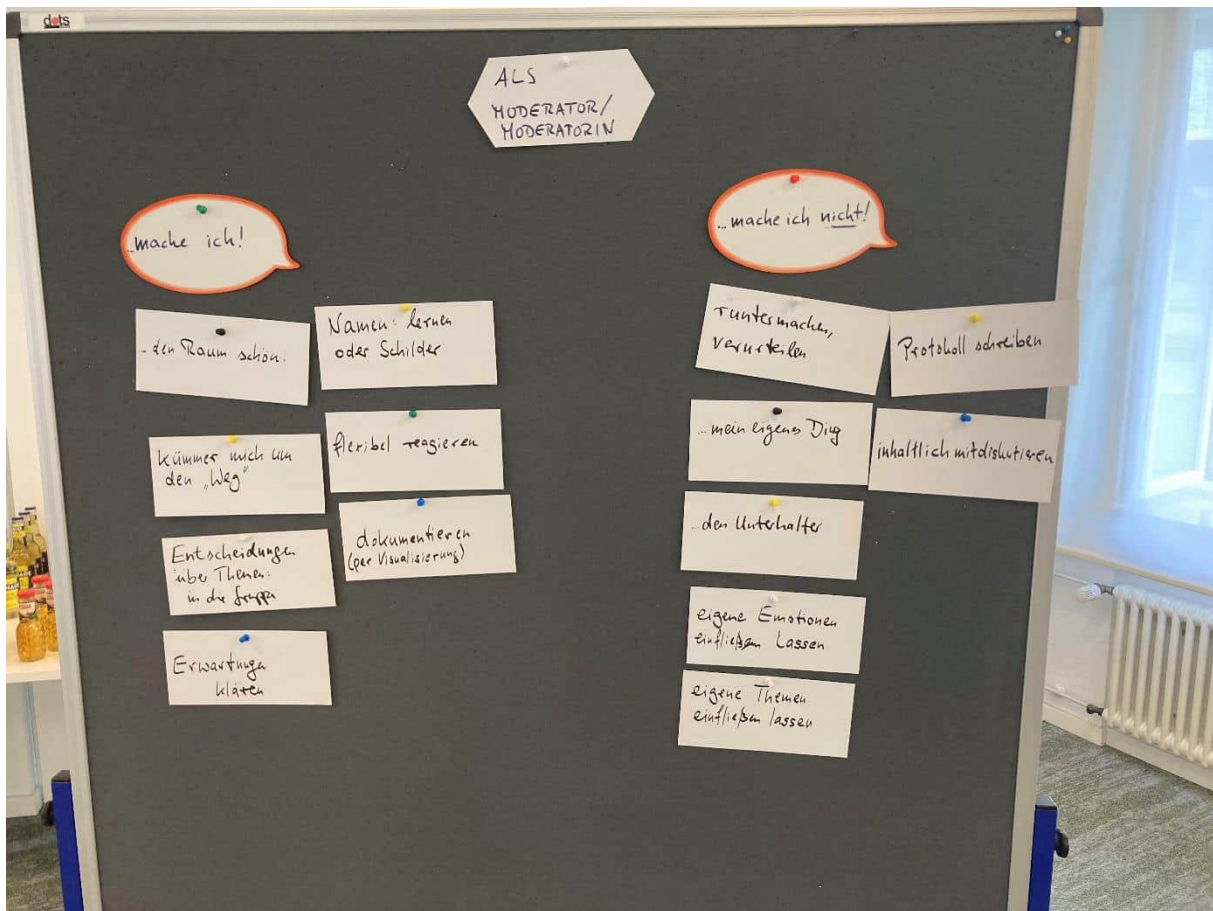 dots
ALS
MODERATOR/
MODERATORIN
...mache ich!
...den Raum schön.
kümmer mich um
den „Weg"
Entscheidungen
über Themen:
in die Gruppe
Erwartungen
klären
Namen: lernen
oder Schilder
flexibel reagieren
dokumentieren
(per Visualisierung)
...mache ich nicht!
runtermachen,
verurteilen
...mein eigenes Ding
...den Unterhalter
eigene Emotionen
einfließen Lassen
eigene Themen
einfließen lassen
Protokoll schreiben
inhaltlich mitdiskutieren